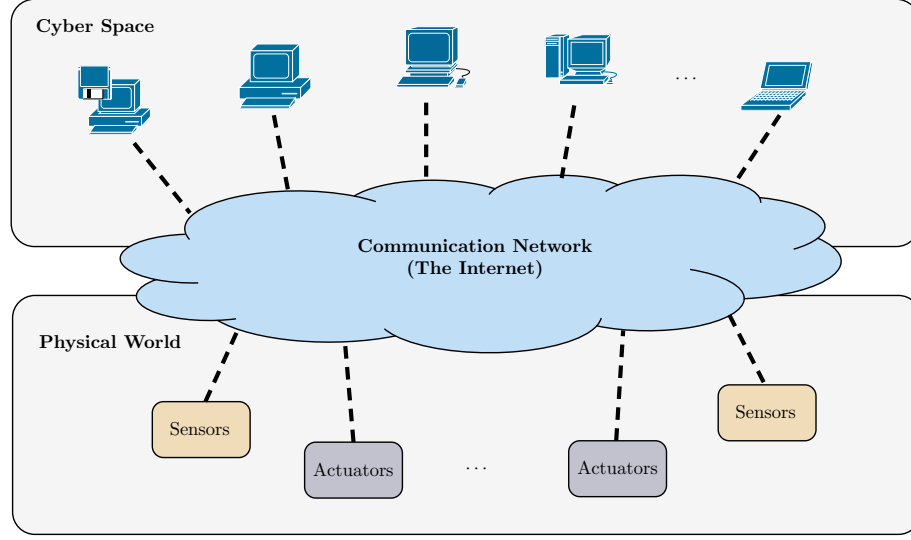 Cyber Space
...
Communication Network
(The Internet)
Physical World
Sensors
Sensors
Actuators
...
Actuators